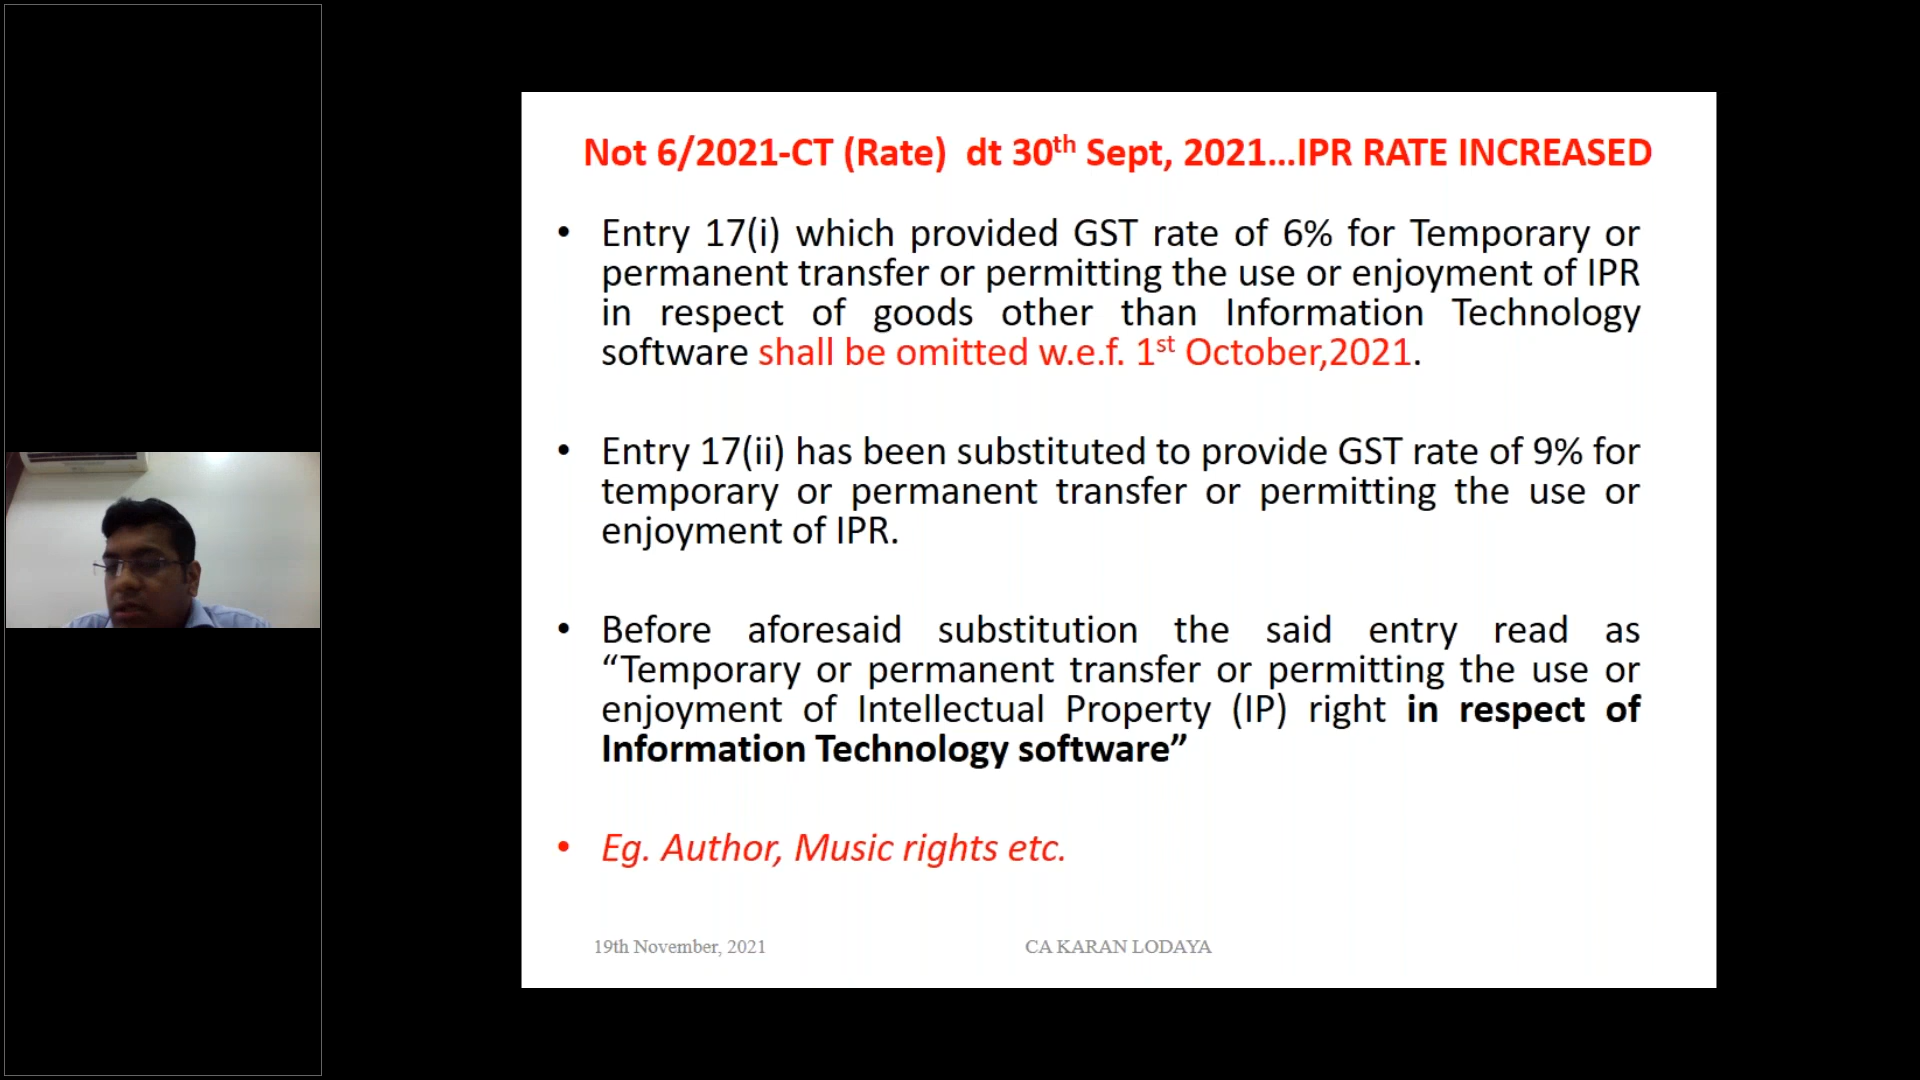 Not 6/2021-CT (Rate)  dt 30th Sept, 2021...IPR RATE INCREASED
• Entry 17(i) which provided GST rate of 6% for Temporary or
permanent transfer or permitting the use or enjoyment of IPR
in respect of goods other than Information Technology
software shall be omitted w.e.f. 1st October,2021.
• Entry 17(ii) has been substituted to provide GST rate of 9% for
temporary or permanent transfer or permitting the use or
enjoyment of IPR.
• Before aforesaid substitution the said entry read as
“Temporary or permanent transfer or permitting the use or
enjoyment of Intellectual Property (IP) right in respect of
Information Technology software”
• Eg. Author, Music rights etc.
19th November, 2021
CA KARAN LODAYA